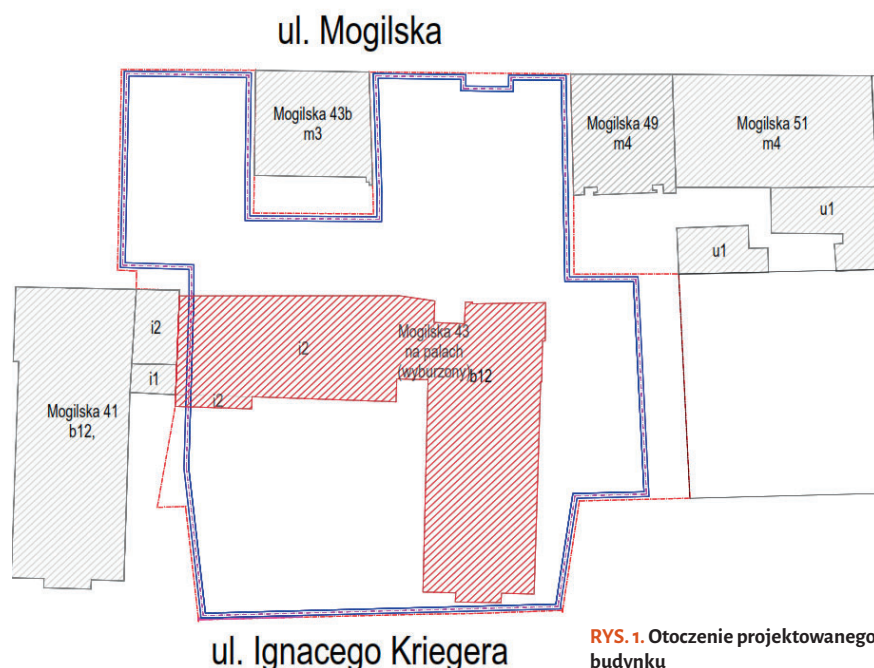 ul. Mogilska
Mogilska 43b
m3
Mogilska 49
m4
Mogilska 51
m4
u1
u1
i2
i1
i2
i2
Mogilska 43
na palach
(wyburzony)
b12
Mogilska 41
b12,
ul. Ignacego Kriegera
RYS. 1. Otoczenie projektowanego
budynku